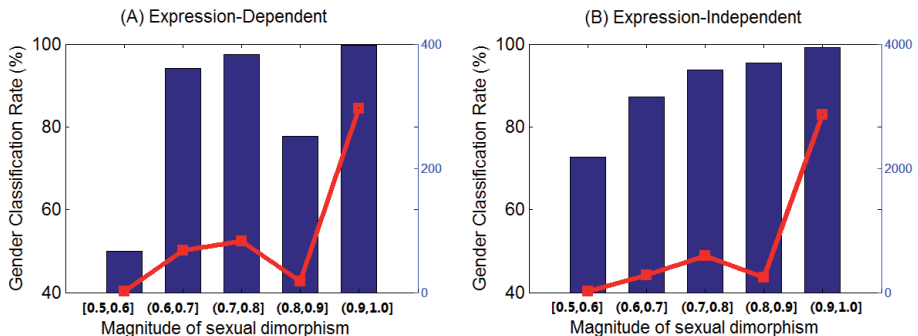 (A) Expression-Dependent
Gender Classification Rate (%)
100
80
60
40
400
200
0
[0.5,0.6] (0.6,0.7] (0.7,0.8] (0.8,0.9] (0.9,1.0]
Magnitude of sexual dimorphism
(B) Expression-Independent
Gender Classification Rate (%)
100
80
60
40
4000
2000
0
[0.5,0.6] (0.6,0.7] (0.7,0.8] (0.8,0.9] (0.9,1.0]
Magnitude of sexual dimorphism